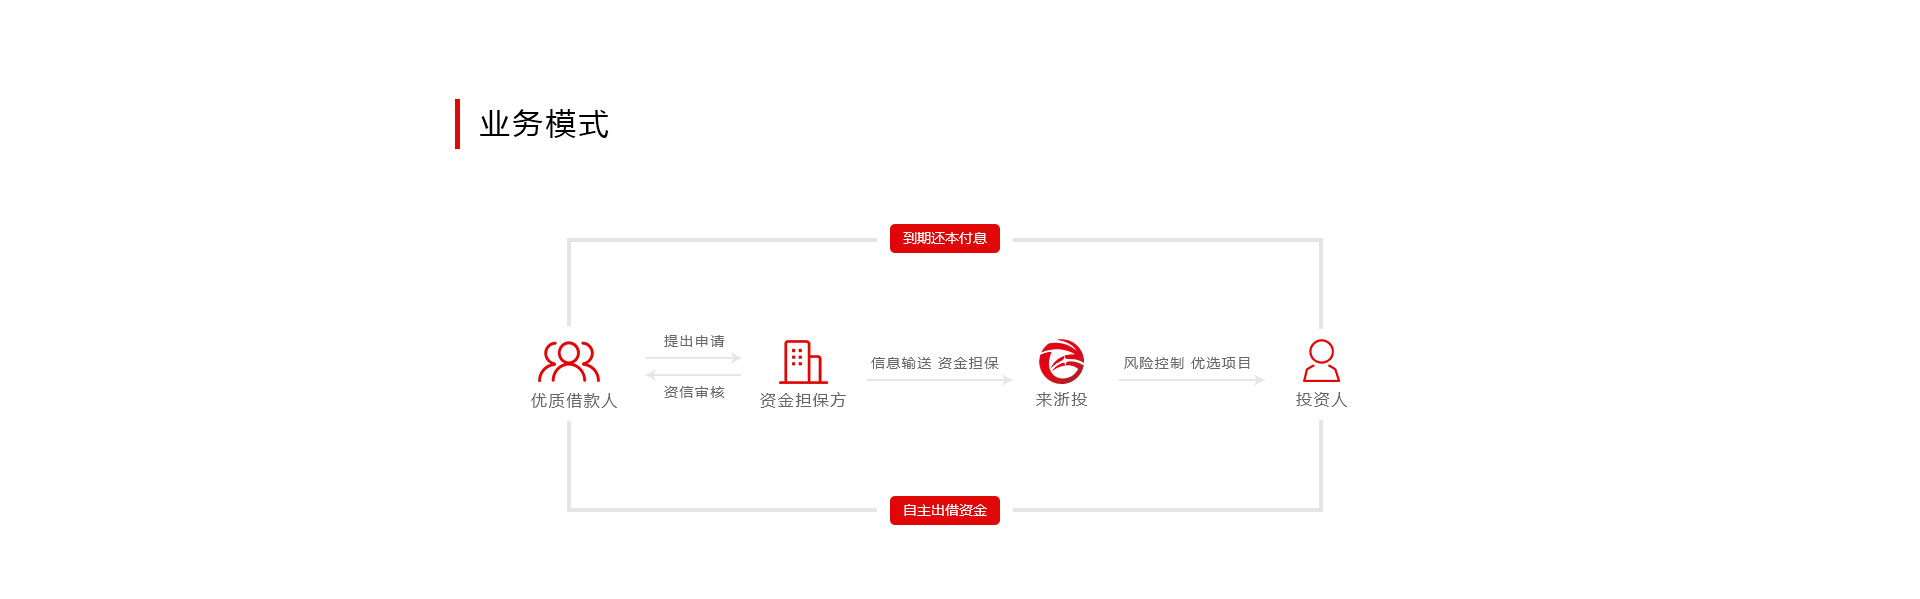 业务模式
到期还本付息
提出申请
资信审核
信息输送 资金担保
风险控制 优选项目
优质借款人
资金担保方
来浙投
投资人
自主出借资金